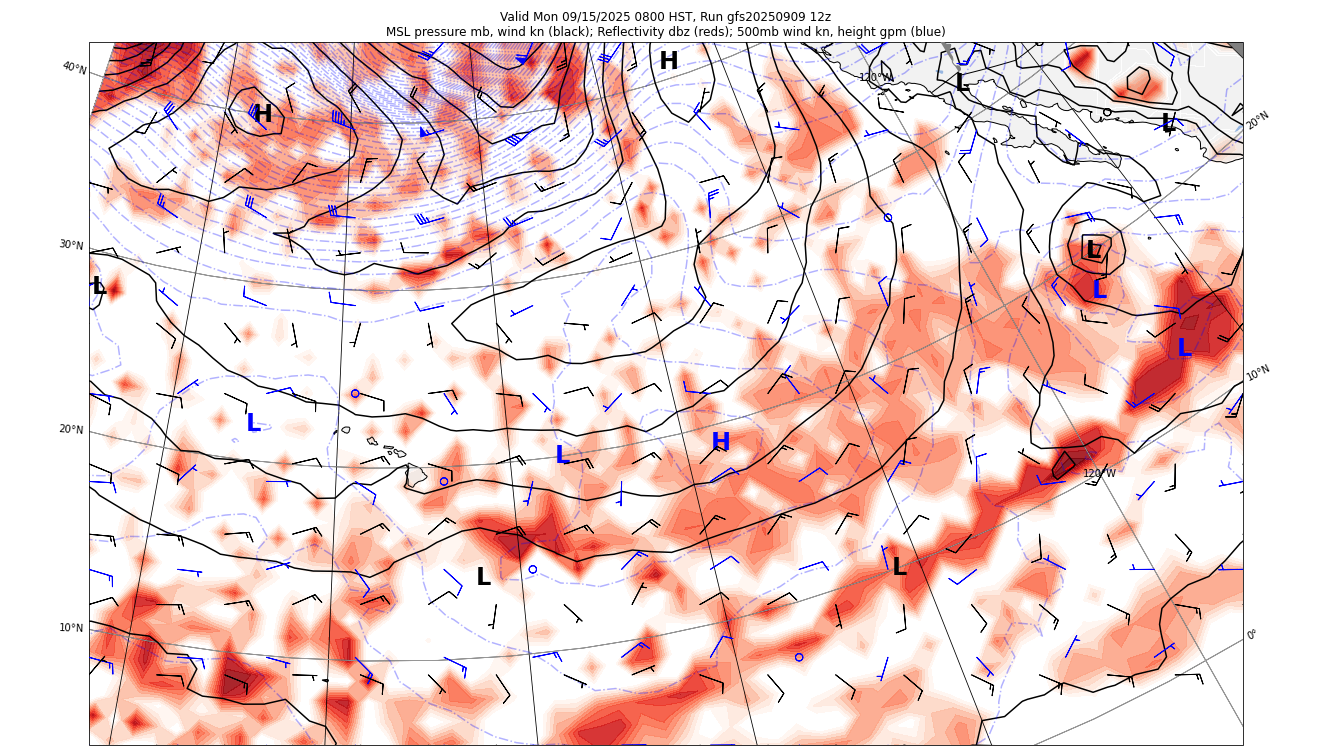 Valid Mon 09/15/2025 0800 HST, Run gfs20250909 12z
MSL pressure mb, wind kn (black); Reflectivity dbz (reds); 500mb wind kn, height gpm (blue)
H
40°N
120°W
L
H
L
20°N
30°N
L
L
L
L
10°N
L
20°N
H
L
120°W
L
L
10°N
0°